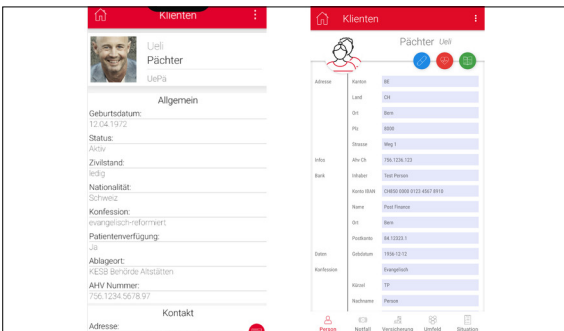 Klienten
Ueli
Pächter
UePa
Allgemein
Geburtsdatum:
12.04.1972
Status:
Aktiv
Zivilstand:
ledig
Nationalität:
Schweiz
Konfession:
evangelisch-reformiert
Patientenverfügung:
Ja
Ablageort:
KESB Behörde Altstätten
AHV Nummer:
756.1234.5678.97
Kontakt
Adresse:
Klienten
Pächter Ueli
Adresse Kanton BE
Land CH
Ort Bern
Plz 8000
Strasse Weg 1
Infos Ahv Ch 756.1236.123
Bank Inhaber Test Person
Konto IBAN CH850 0000 0123 4567 8910
Name Post Finance
Ort Bern
Postkonto 84.12325.1
Daten Gebdatum 1956-12-12
Konfession Evangelisch
Kürzel TP
Nachname Person
Person Notfall Versicherung Umfeld Situation